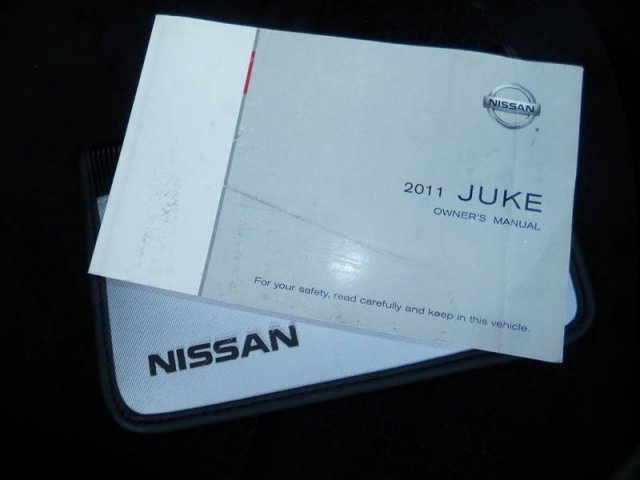 NISSAN
2011 JUKE
OWNER'S MANUAL
For your safety, read carefully and keep in this vehicle.
NISSAN